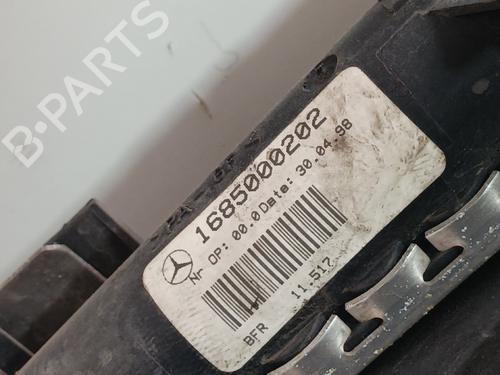 B-PARTS
1685000202
Nr OP: 00.0 Date: 30.04.98
11.517
BFR